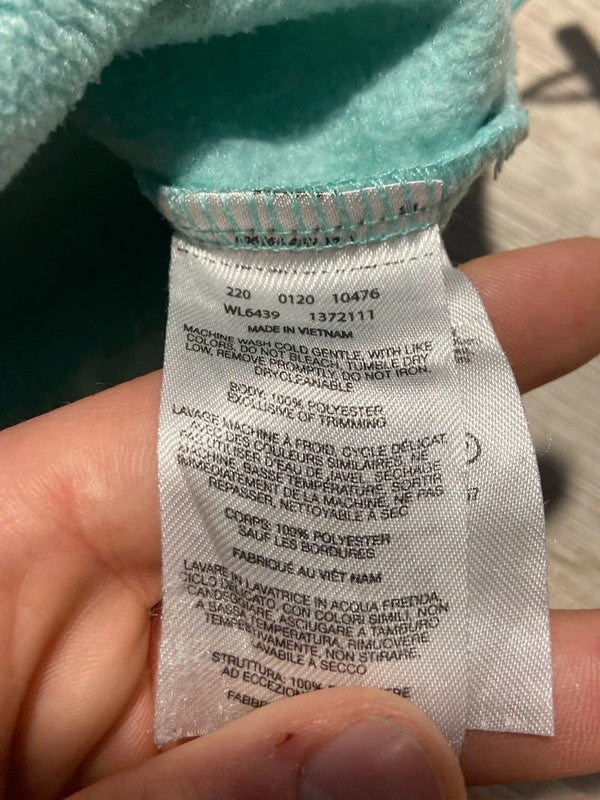 220 0120 10476
WL6439 1372111
MADE IN VIETNAM
MACHINE WASH COLD GENTLE, WITH LIKE
COLORS, DO NOT BLEACH, TUMBLE DRY
LOW, REMOVE PROMPTLY, DO NOT IRON,
DRYCLEANABLE
BODY: 100% POLYESTER
EXCLUSIVE OF TRIMMING
LAVAGE MACHINE À FROID, CYCLE DÉLICAT,
AVEC DES COULEURS SIMILAIRES, NE
PAS UTILISER D'EAU DE JAVEL, SÉCHAGE
MACHINE, BASSE TEMPÉRATURE, SORTIR
IMMÉDIATEMENT DE LA MACHINE, NE PAS
REPASSER, NETTOYABLE À SEC
CORPS: 100% POLYESTER
SAUF LES BORDURES
FABRIQUÉ AU VIÊT NAM
LAVARE IN LAVATRICE IN ACQUA FREDDA,
CICLO DELICATO, CON COLORI SIMILI, NON
CANDEGGIARE, ASCIUGARE A TAMBURO
A BASSA TEMPERATURA, RIMUOVERE
TEMPESTIVAMENTE, NON STIRARE,
LAVABILE A SECCO
STRUTTURA: 100%
AD ECCEZION
FABBR